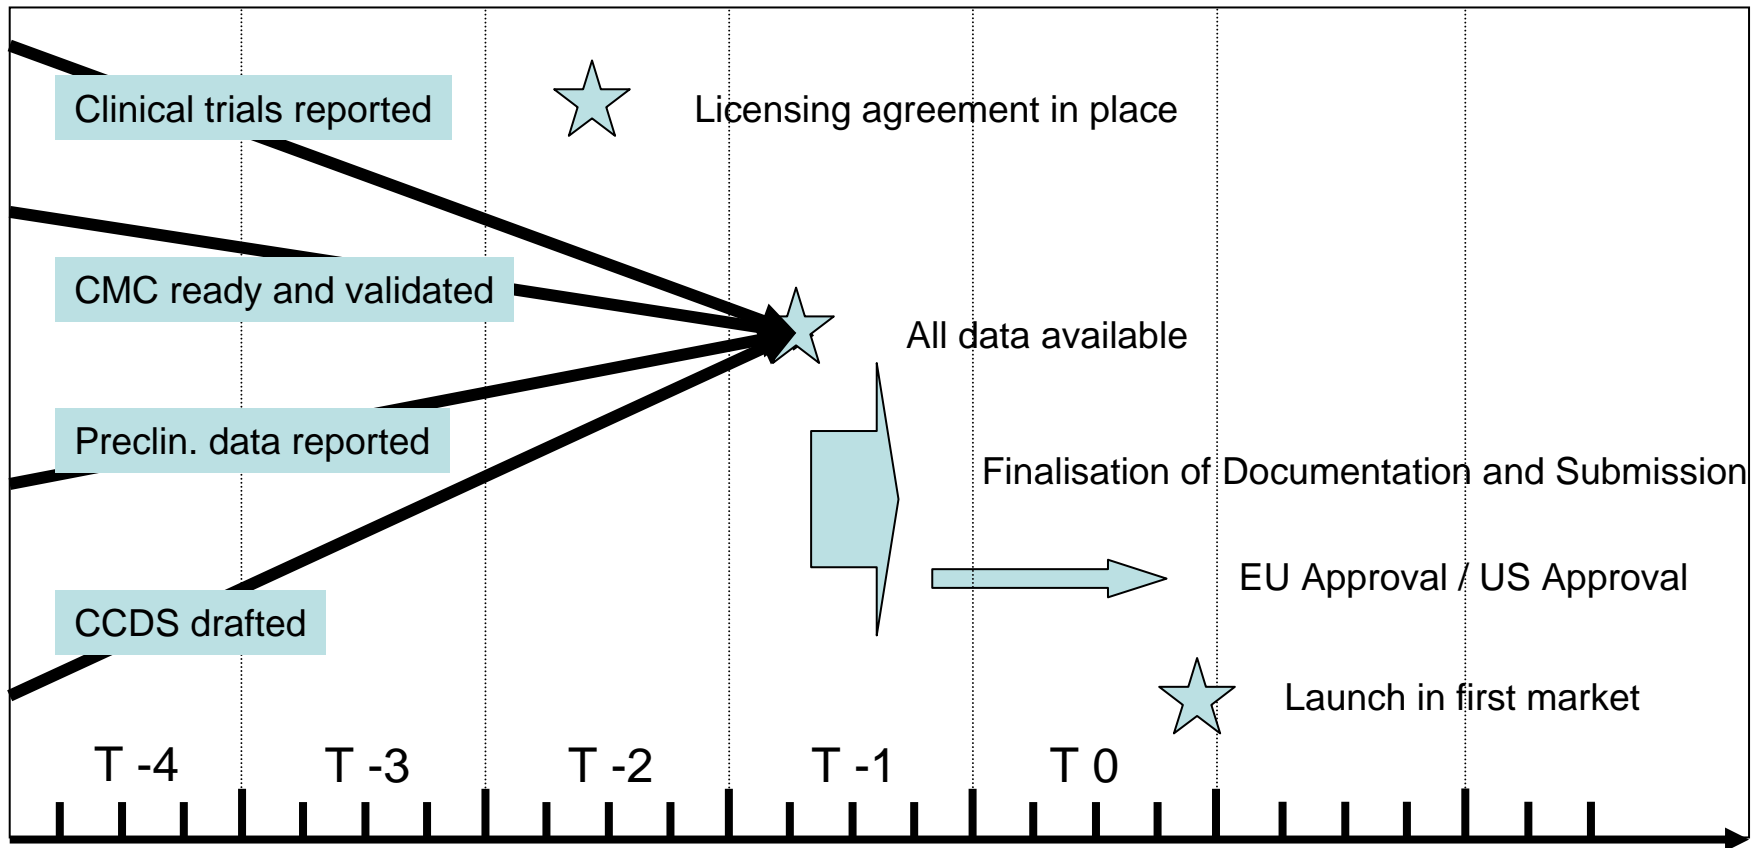 Clinical trials reported
Licensing agreement in place
CMC ready and validated
All data available
Preclin. data reported
Finalisation of Documentation and Submission
EU Approval / US Approval
CCDS drafted
Launch in first market
T -4
T -3
T -2
T -1
T 0